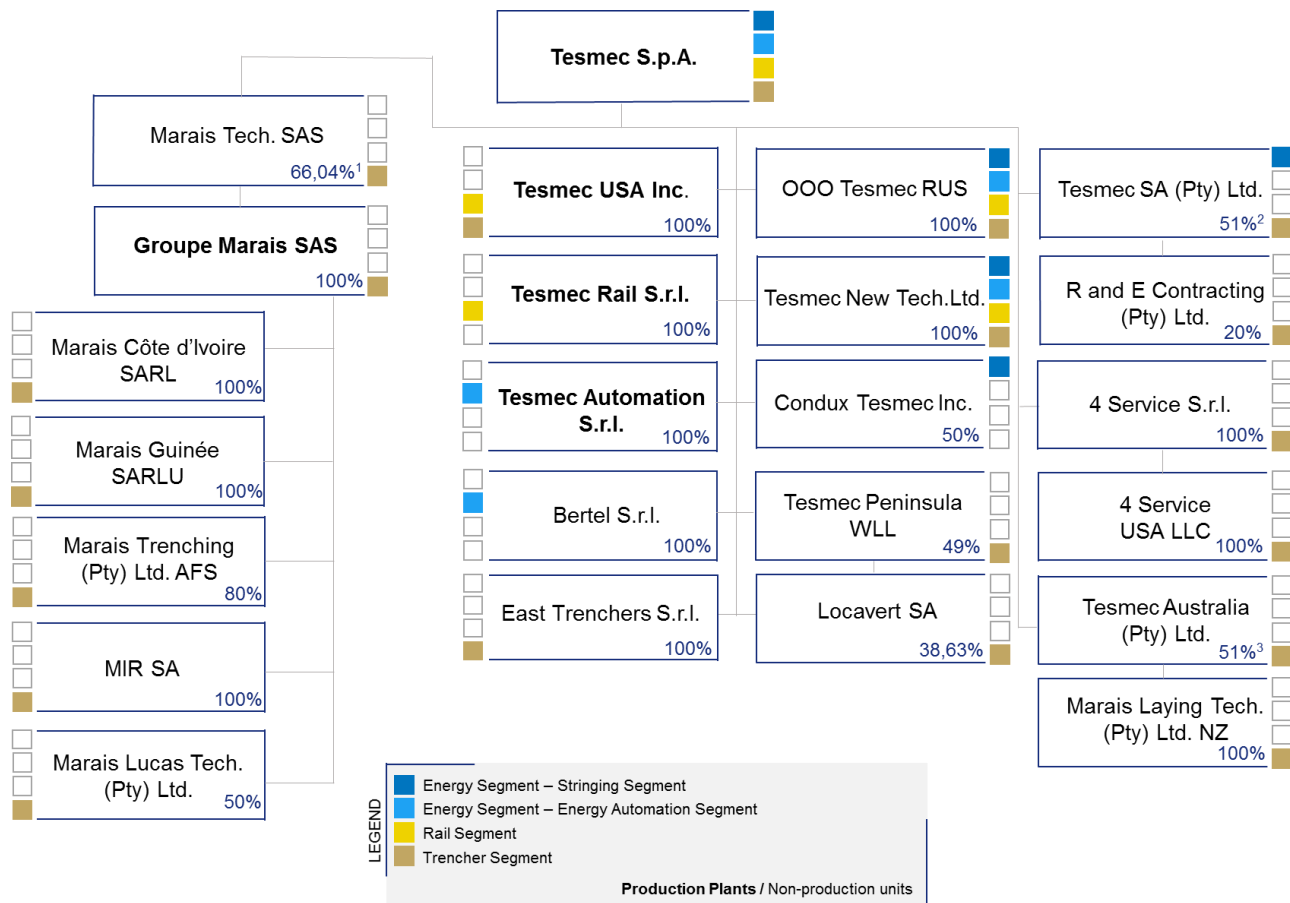 Tesmec S.p.A.
Marais Tech. SAS
66,04%¹
Groupe Marais SAS
100%
Marais Côte d'Ivoire
SARL
100%
Marais Guinée
SARLU
100%
Marais Trenching
(Pty) Ltd. AFS
80%
MIR SA
100%
Marais Lucas Tech.
(Pty) Ltd.
50%
Tesmec USA Inc.
100%
Tesmec Rail S.r.l.
100%
Tesmec Automation
S.r.l.
100%
Bertel S.r.l.
100%
East Trenchers S.r.l.
100%
OOO Tesmec RUS
100%
Tesmec New Tech.Ltd.
100%
Condux Tesmec Inc.
50%
Tesmec Peninsula
WLL
49%
Locavert SA
38,63%
Tesmec SA (Pty) Ltd.
51%²
R and E Contracting
(Pty) Ltd.
20%
4 Service S.r.l.
100%
4 Service
USA LLC
100%
Tesmec Australia
(Pty) Ltd.
51%³
Marais Laying Tech.
(Pty) Ltd. NZ
100%
LEGEND
Energy Segment – Stringing Segment
Energy Segment – Energy Automation Segment
Rail Segment
Trencher Segment
Production Plants / Non-production units